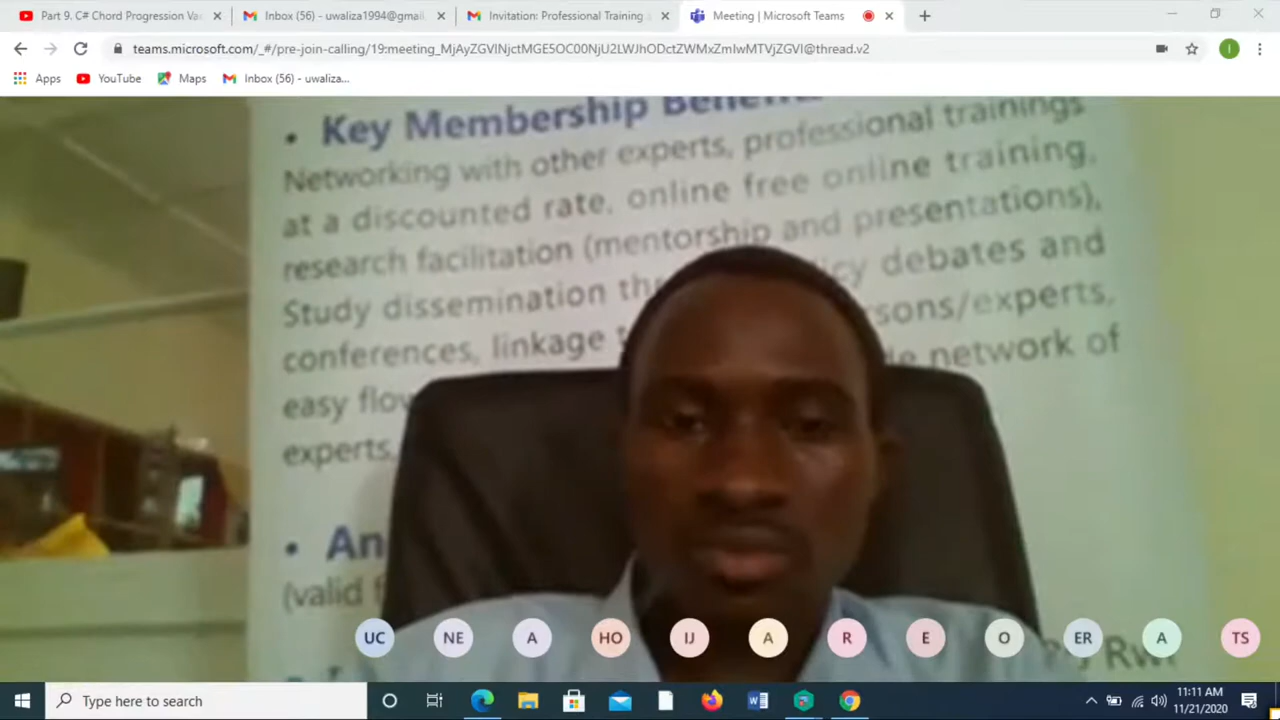 Part 9. C# Chord Progression Va
Inbox (56) - uwaliza1994@gmai
Invitation: Professional Training a
Meeting | Microsoft Teams
teams.microsoft.com/_#/pre-join-calling/19:meeting_MjAyZGVlNjctMGE5OC00NjU2LWJhODctZWMxZmIwMTVjZGVl@thread.v2
I
Apps
YouTube
Maps
Inbox (56) - uwaliza...
• Key Membership Benefits
Networking with other experts, professional trainings
at a discounted rate, online free online training,
research facilitation (mentorship and presentations),
Study dissemination debates and
conferences, linkage sons/experts,
easy flow network of
experts,
• An
(valid
UC NE A HO IJ A R E O ER A TS
Type here to search
11:11 AM
11/21/2020